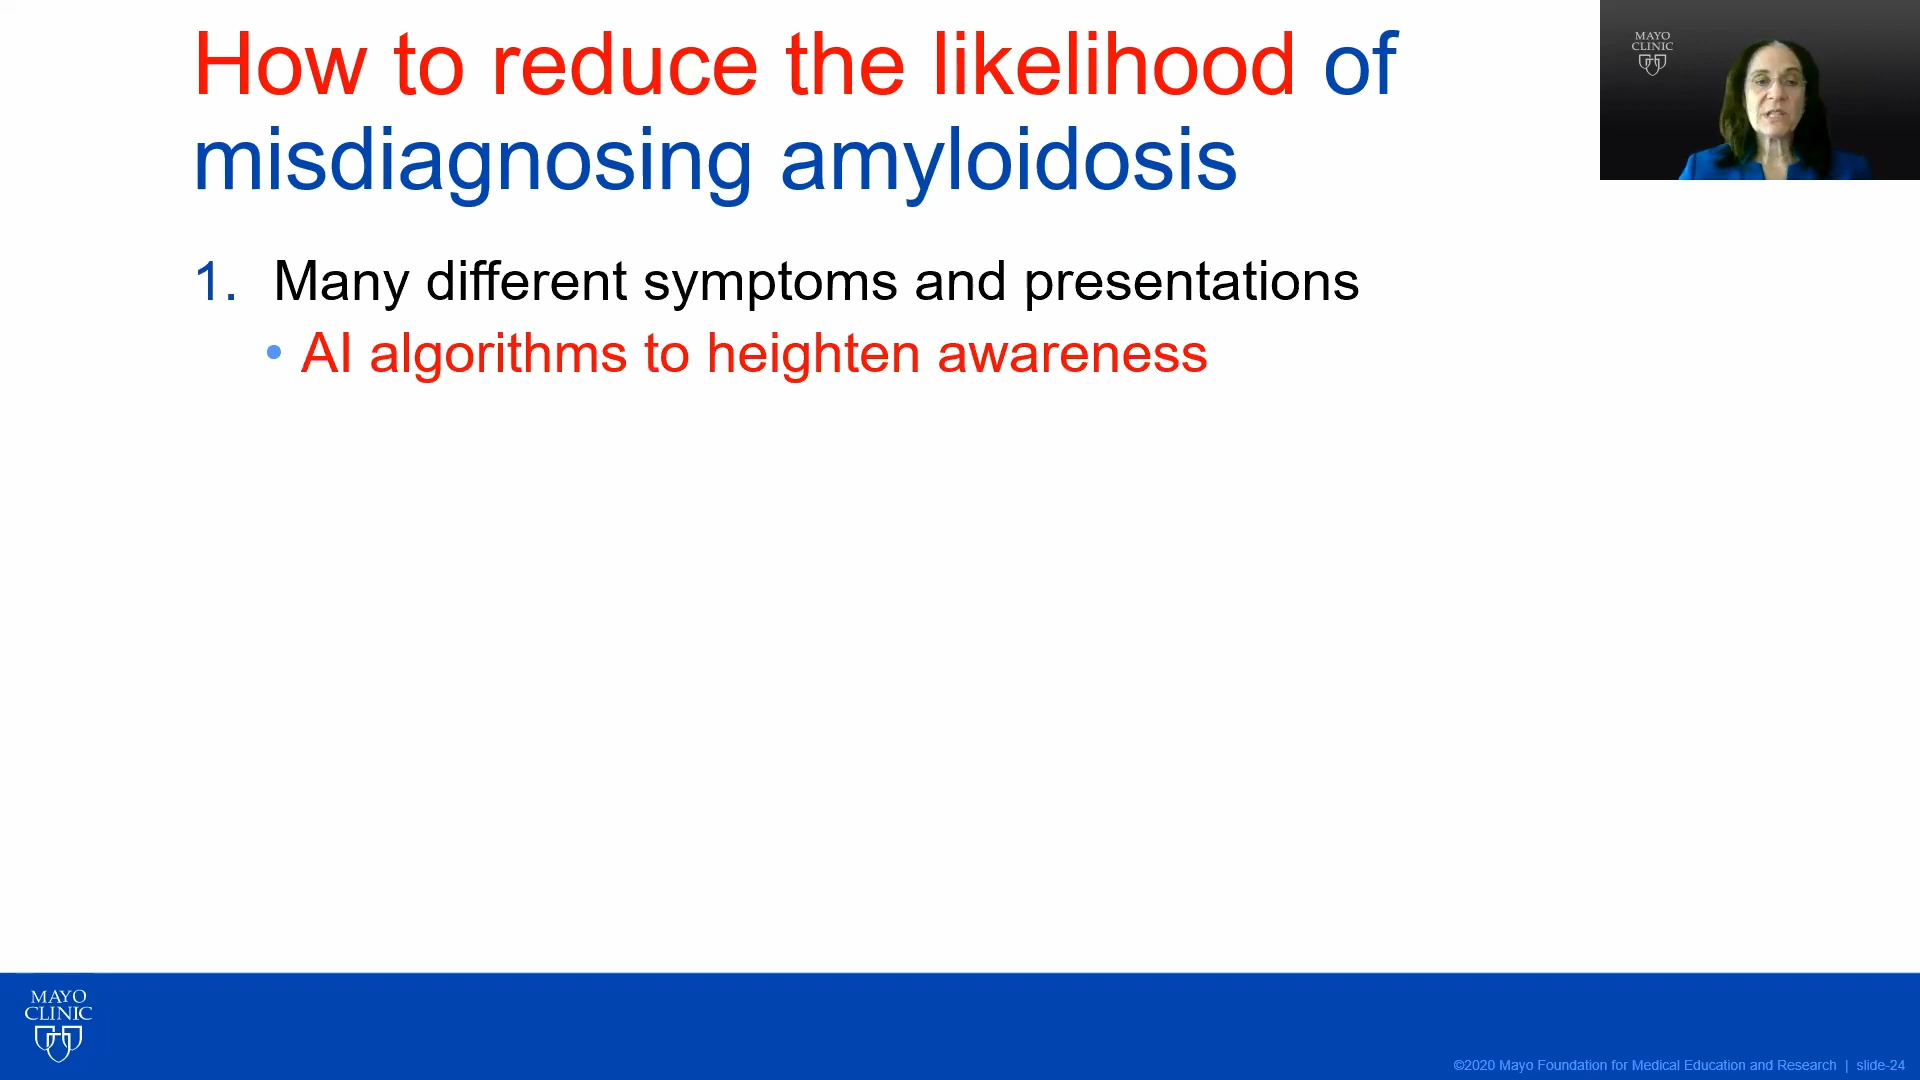 How to reduce the likelihood of
misdiagnosing amyloidosis
MAYO
CLINIC
1. Many different symptoms and presentations
• AI algorithms to heighten awareness
MAYO
CLINIC
©2020 Mayo Foundation for Medical Education and Research | slide-24